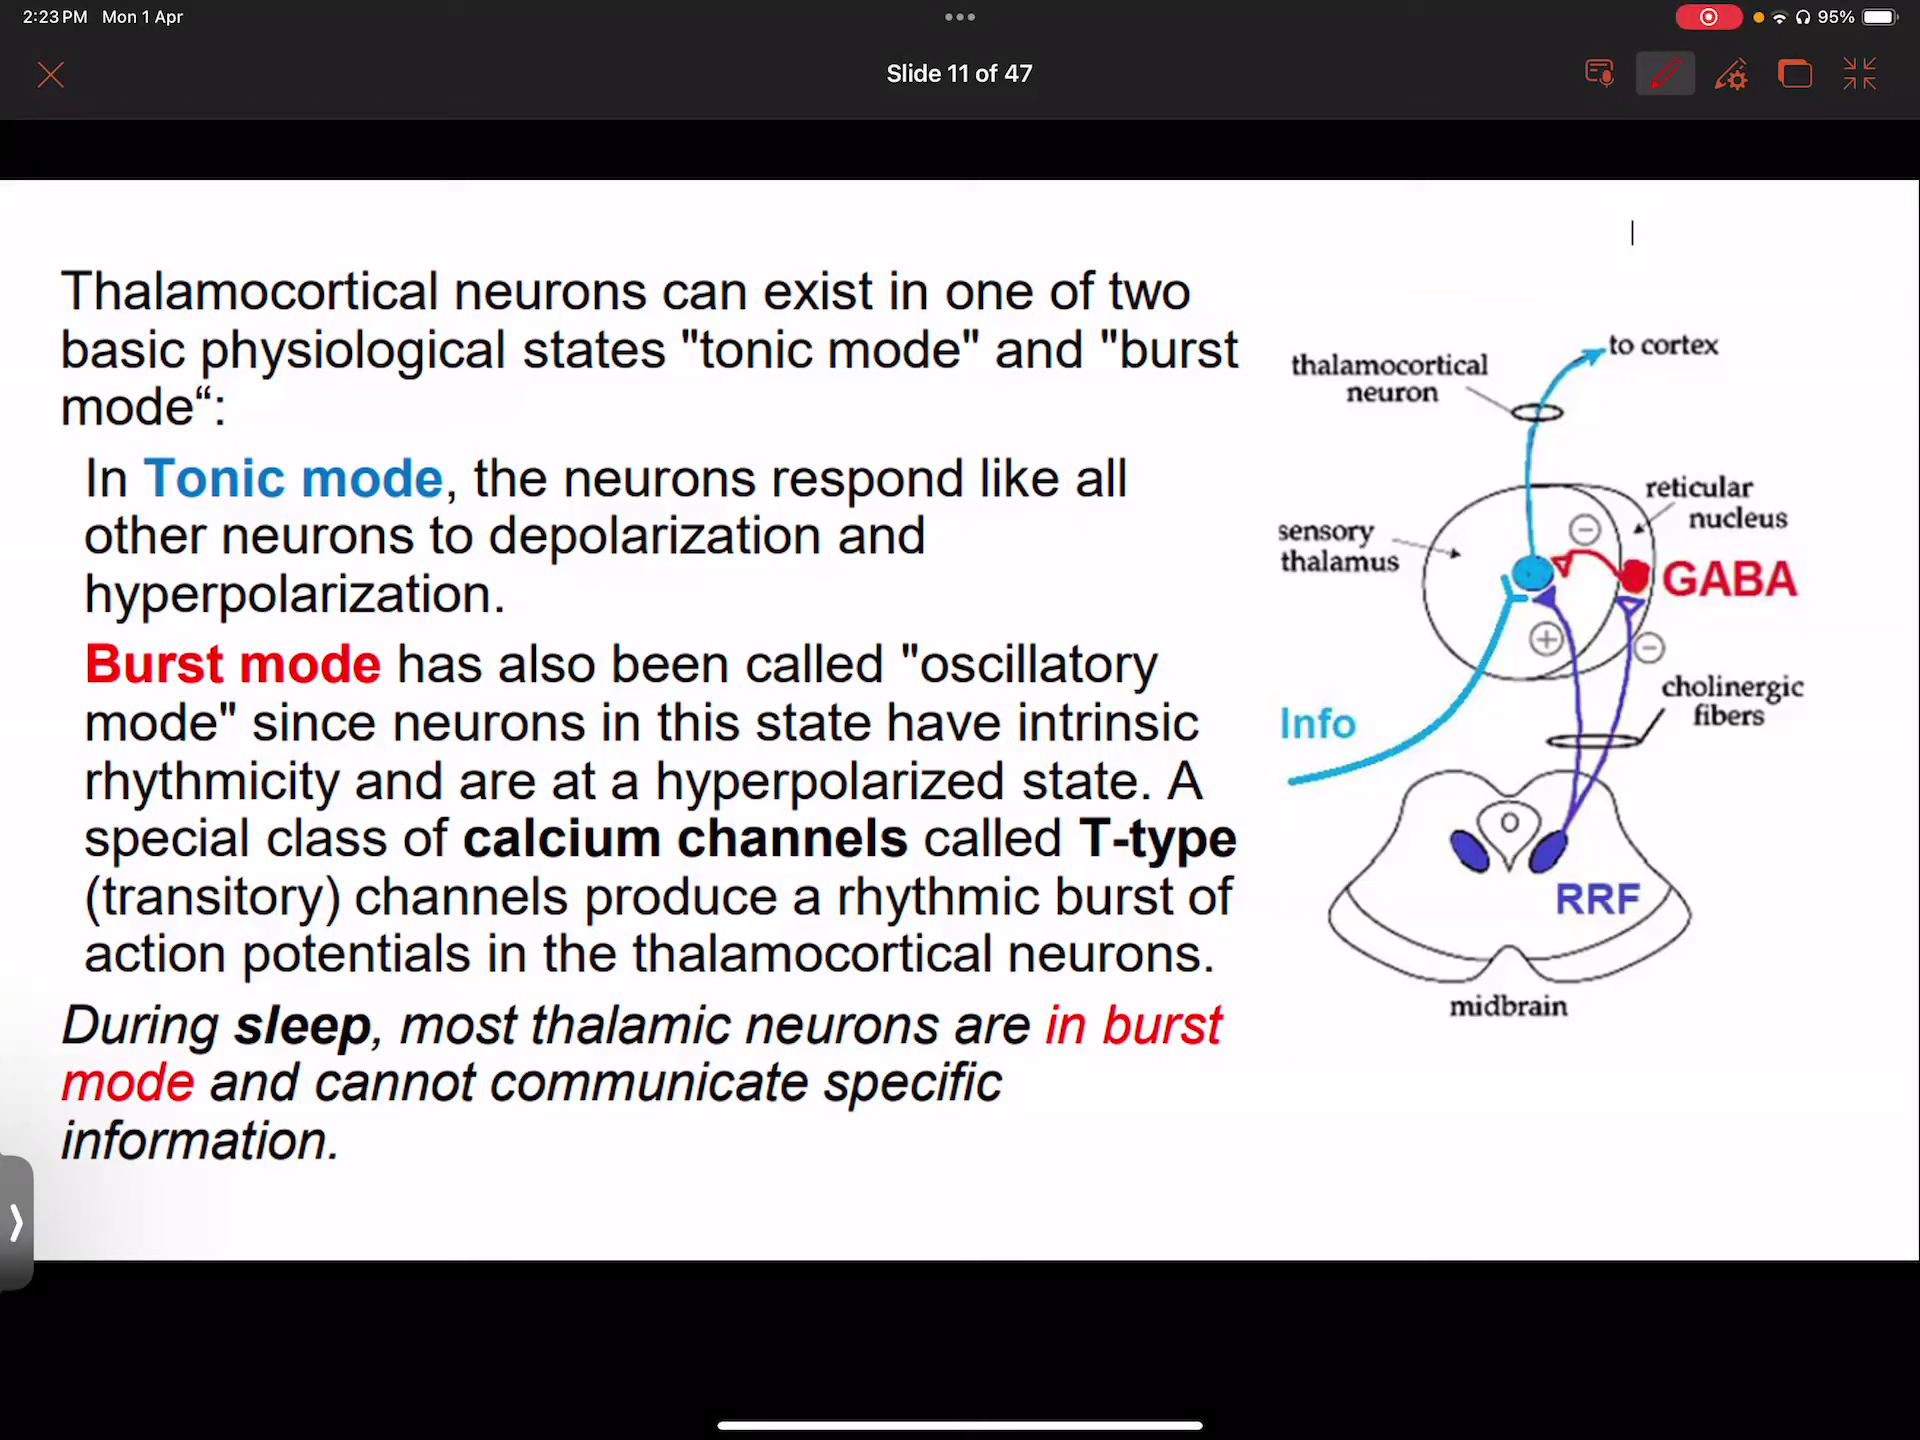 2:23 PM Mon 1 Apr
95%
Slide 11 of 47
Thalamocortical neurons can exist in one of two
basic physiological states "tonic mode" and "burst
mode“:
In Tonic mode, the neurons respond like all
other neurons to depolarization and
hyperpolarization.
Burst mode has also been called "oscillatory
mode" since neurons in this state have intrinsic
rhythmicity and are at a hyperpolarized state. A
special class of calcium channels called T-type
(transitory) channels produce a rhythmic burst of
action potentials in the thalamocortical neurons.
During sleep, most thalamic neurons are in burst
mode and cannot communicate specific
information.
to cortex
thalamocortical
neuron
reticular
nucleus
sensory
thalamus
GABA
Info
cholinergic
fibers
RRF
midbrain